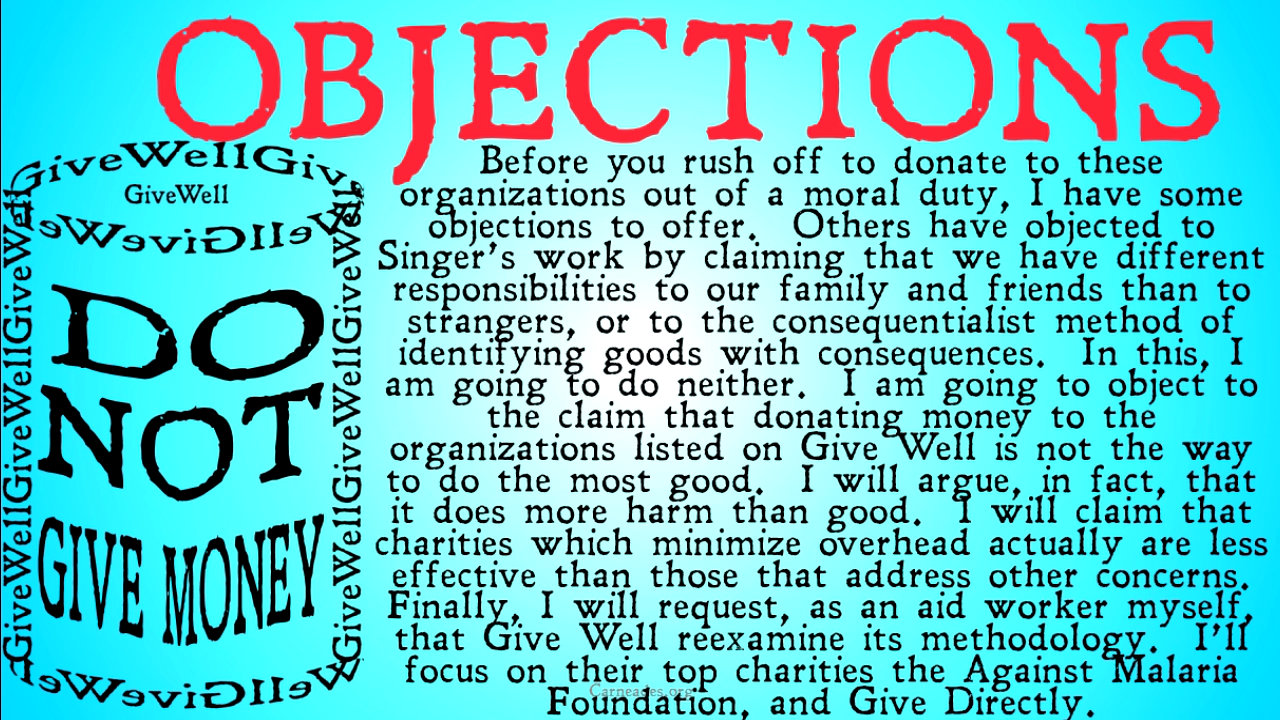 OBJECTIONS
GiveWellGiveWell
GiveWell
GiveWellGiveWell
GiveWellGiveWellGiveWellGiveWell
GiveWellGiveWellGiveWellGiveWell
DO
NOT
GIVE MONEY
GiveWellGiveWell
Before you rush off to donate to these
organizations out of a moral duty, I have some
objections to offer. Others have objected to
Singer's work by claiming that we have different
responsibilities to our family and friends than to
strangers, or to the consequentialist method of
identifying goods with consequences. In this, I
am going to do neither. I am going to object to
the claim that donating money to the
organizations listed on Give Well is not the way
to do the most good. I will argue, in fact, that
it does more harm than good. I will claim that
charities which minimize overhead actually are less
effective than those that address other concerns.
Finally, I will request, as an aid worker myself,
that Give Well reexamine its methodology. I'll
focus on their top charities the Against Malaria
Foundation, and Give Directly.
Carneades.org